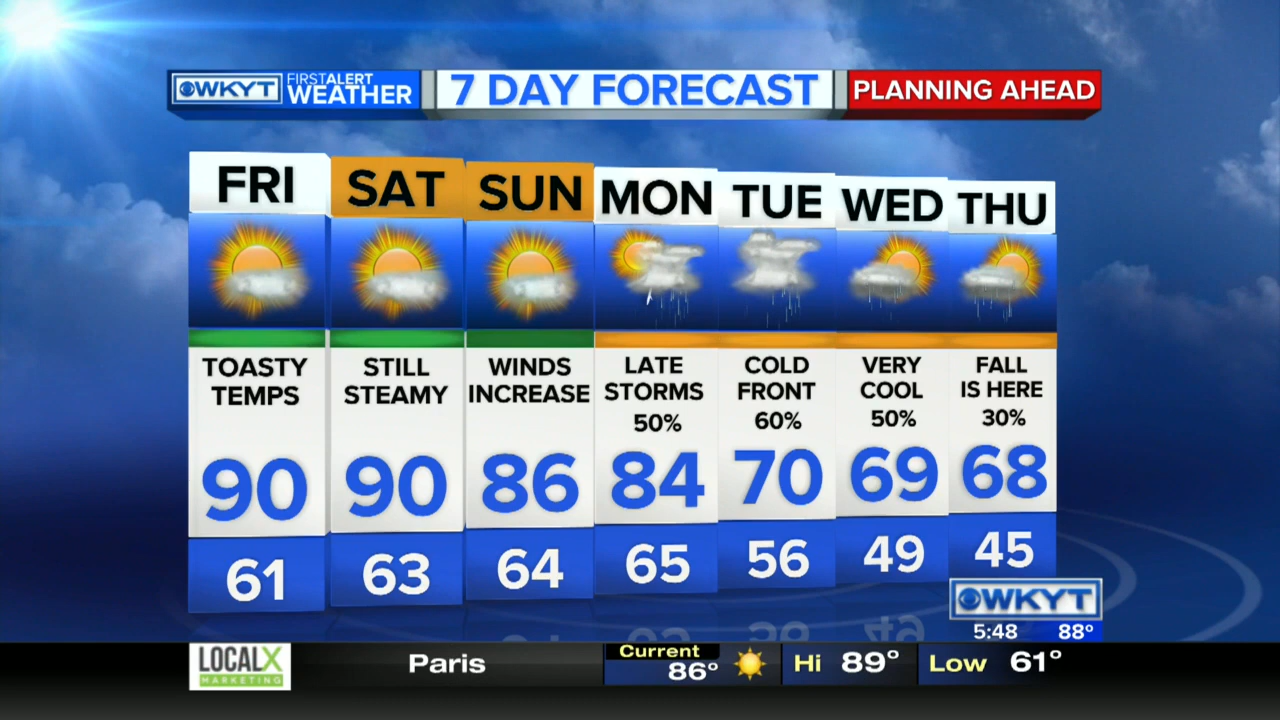 WKYT FIRST ALERT WEATHER 7 DAY FORECAST PLANNING AHEAD
FRI SAT SUN MON TUE WED THU
TOASTY TEMPS
STILL STEAMY
WINDS INCREASE
LATE STORMS 50%
COLD FRONT 60%
VERY COOL 50%
FALL IS HERE 30%
90 90 86 84 70 69 68
61 63 64 65 56 49 45
WKYT
5:48 88°
LOCALX MARKETING
Paris
Current 86°
Hi 89°
Low 61°